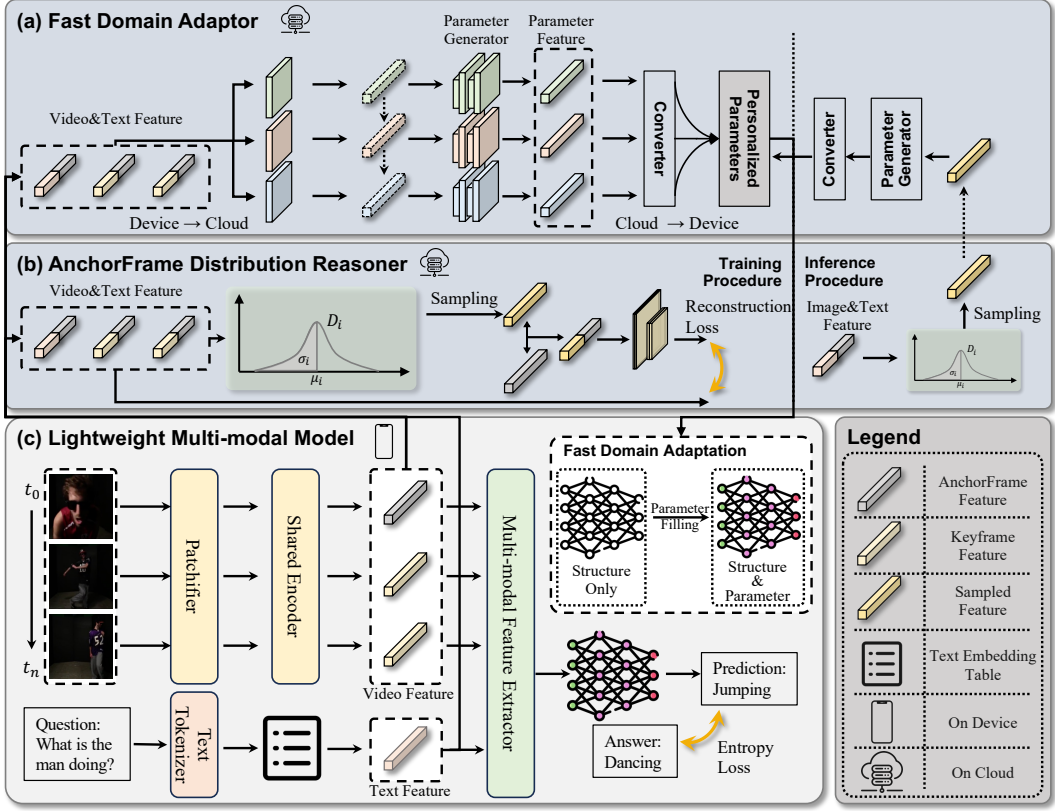 (a) Fast Domain Adaptor
Parameter
Generator
Parameter
Feature
Video&Text Feature
Device → Cloud
Converter
Personalized
Parameters
Cloud → Device
Converter
Parameter
Generator
(b) AnchorFrame Distribution Reasoner
Video&Text Feature
D_i
σ_i
μ_i
Sampling
Training
Procedure
Reconstruction
Loss
Inference
Procedure
Image&Text
Feature
Sampling
D_i
σ_i
μ_i
(c) Lightweight Multi-modal Model
t_0
t_n
52
Patchifier
Shared Encoder
Video Feature
Question:
What is the
man doing?
Text
Tokenizer
Text Feature
Multi-modal Feature Extractor
Fast Domain Adaptation
Structure
Only
Parameter
Filling
Structure
&
Parameter
Prediction:
Jumping
Answer:
Dancing
Entropy
Loss
Legend
AnchorFrame
Feature
Keyframe
Feature
Sampled
Feature
Text Embedding
Table
On Device
On Cloud